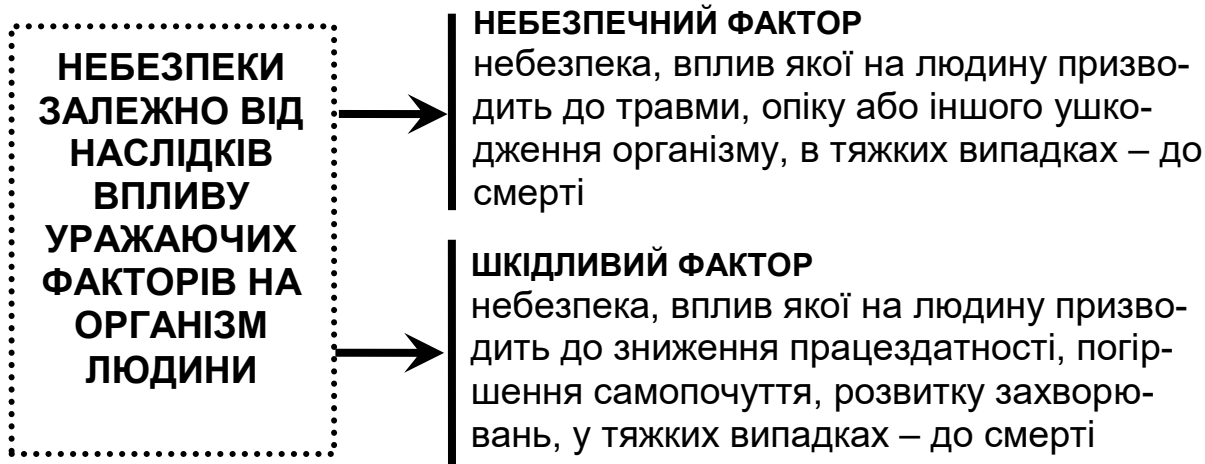 НЕБЕЗПЕКИ
ЗАЛЕЖНО ВІД
НАСЛІДКІВ
ВПЛИВУ
УРАЖАЮЧИХ
ФАКТОРІВ НА
ОРГАНІЗМ
ЛЮДИНИ
НЕБЕЗПЕЧНИЙ ФАКТОР
небезпека, вплив якої на людину призво-
дить до травми, опіку або іншого ушко-
дження організму, в тяжких випадках – до
смерті
ШКІДЛИВИЙ ФАКТОР
небезпека, вплив якої на людину призво-
дить до зниження працездатності, погір-
шення самопочуття, розвитку захворю-
вань, у тяжких випадках – до смерті